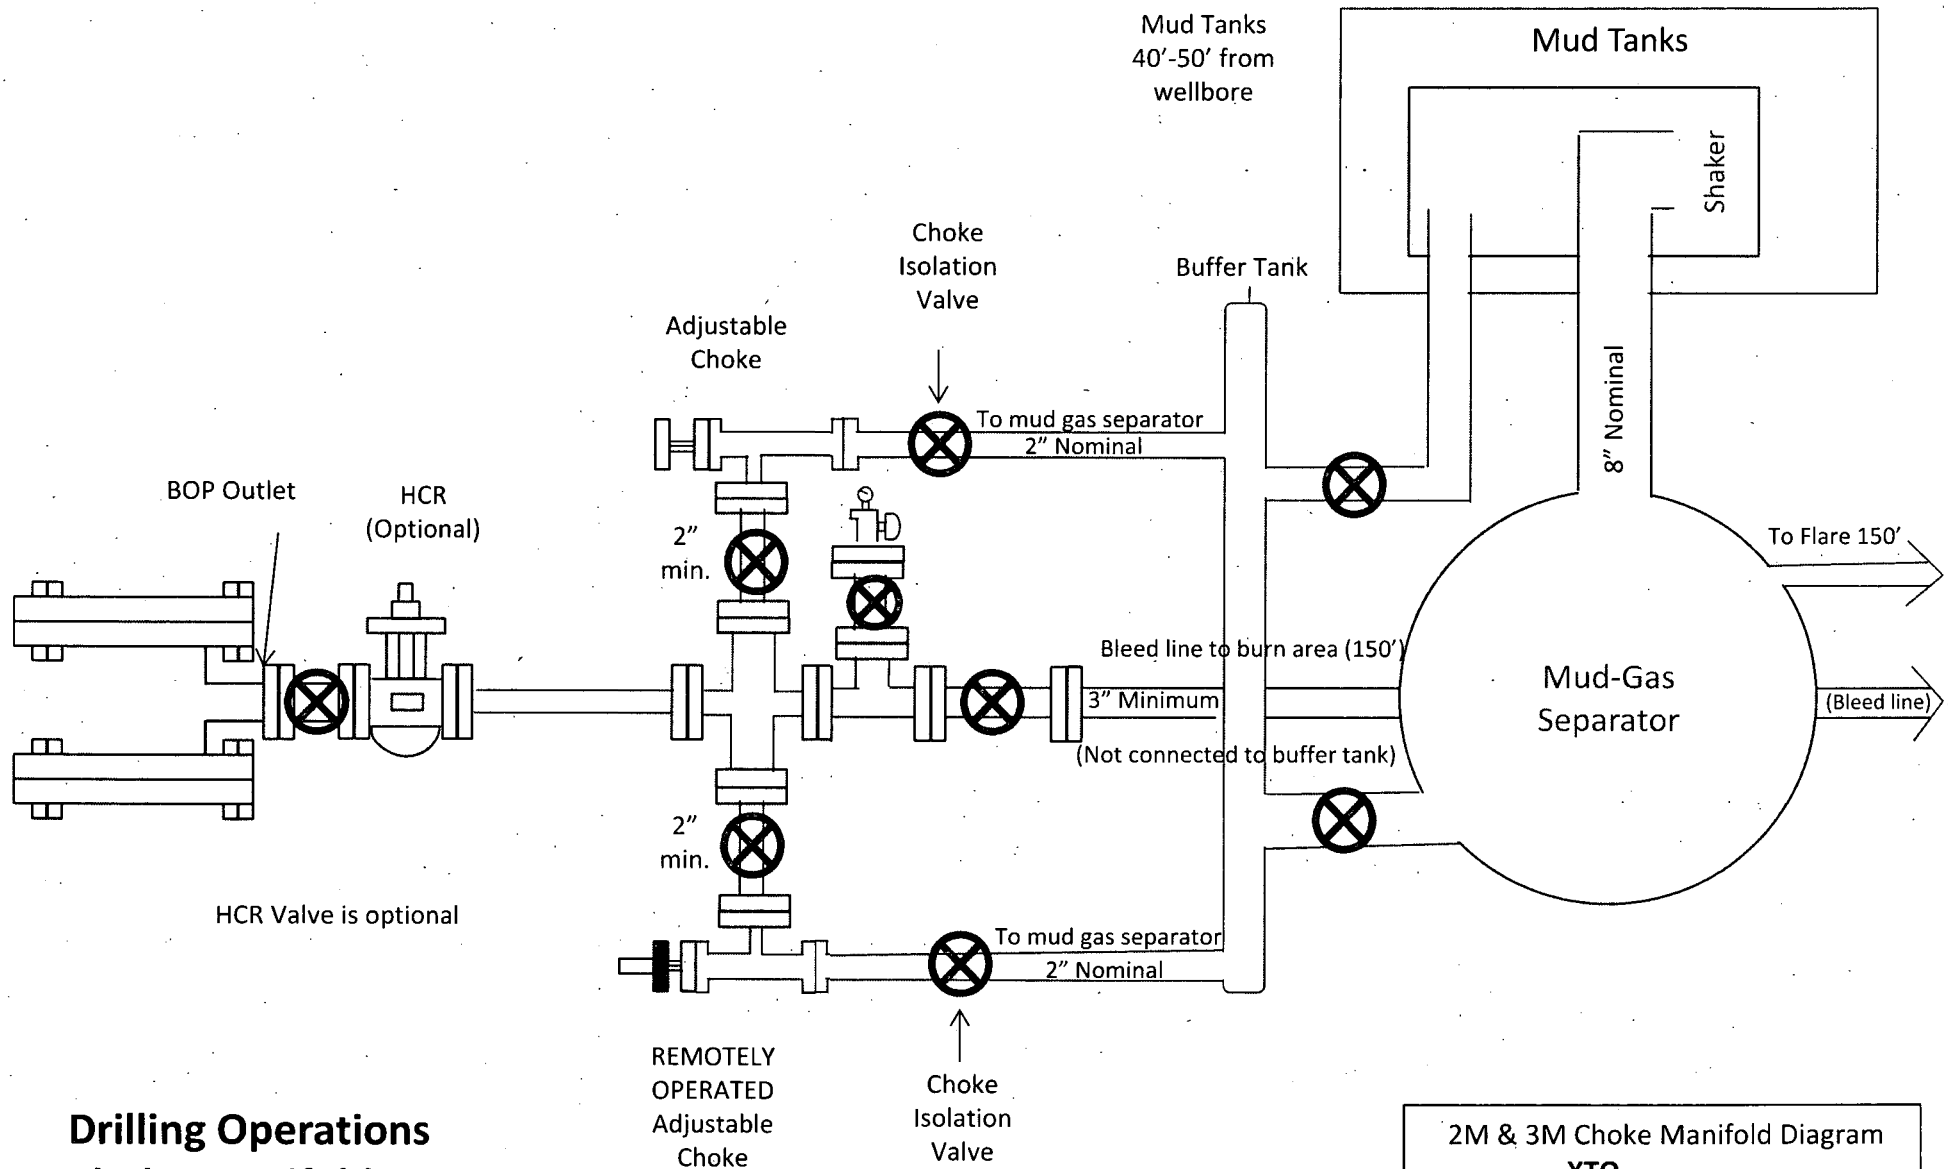 Mud Tanks
40'-50' from
wellbore
Mud Tanks
Shaker
Choke
Isolation
Valve
Buffer Tank
Adjustable
Choke
8" Nominal
To mud gas separator
2" Nominal
BOP Outlet
HCR
(Optional)
2"
min.
To Flare 150'
Bleed line to burn area (150')
3" Minimum
(Not connected to buffer tank)
Mud-Gas
Separator
(Bleed line)
2"
min.
HCR Valve is optional
To mud gas separator
2" Nominal
REMOTELY
OPERATED
Adjustable
Choke
Choke
Isolation
Valve
Drilling Operations
2M & 3M Choke Manifold Diagram
XTO